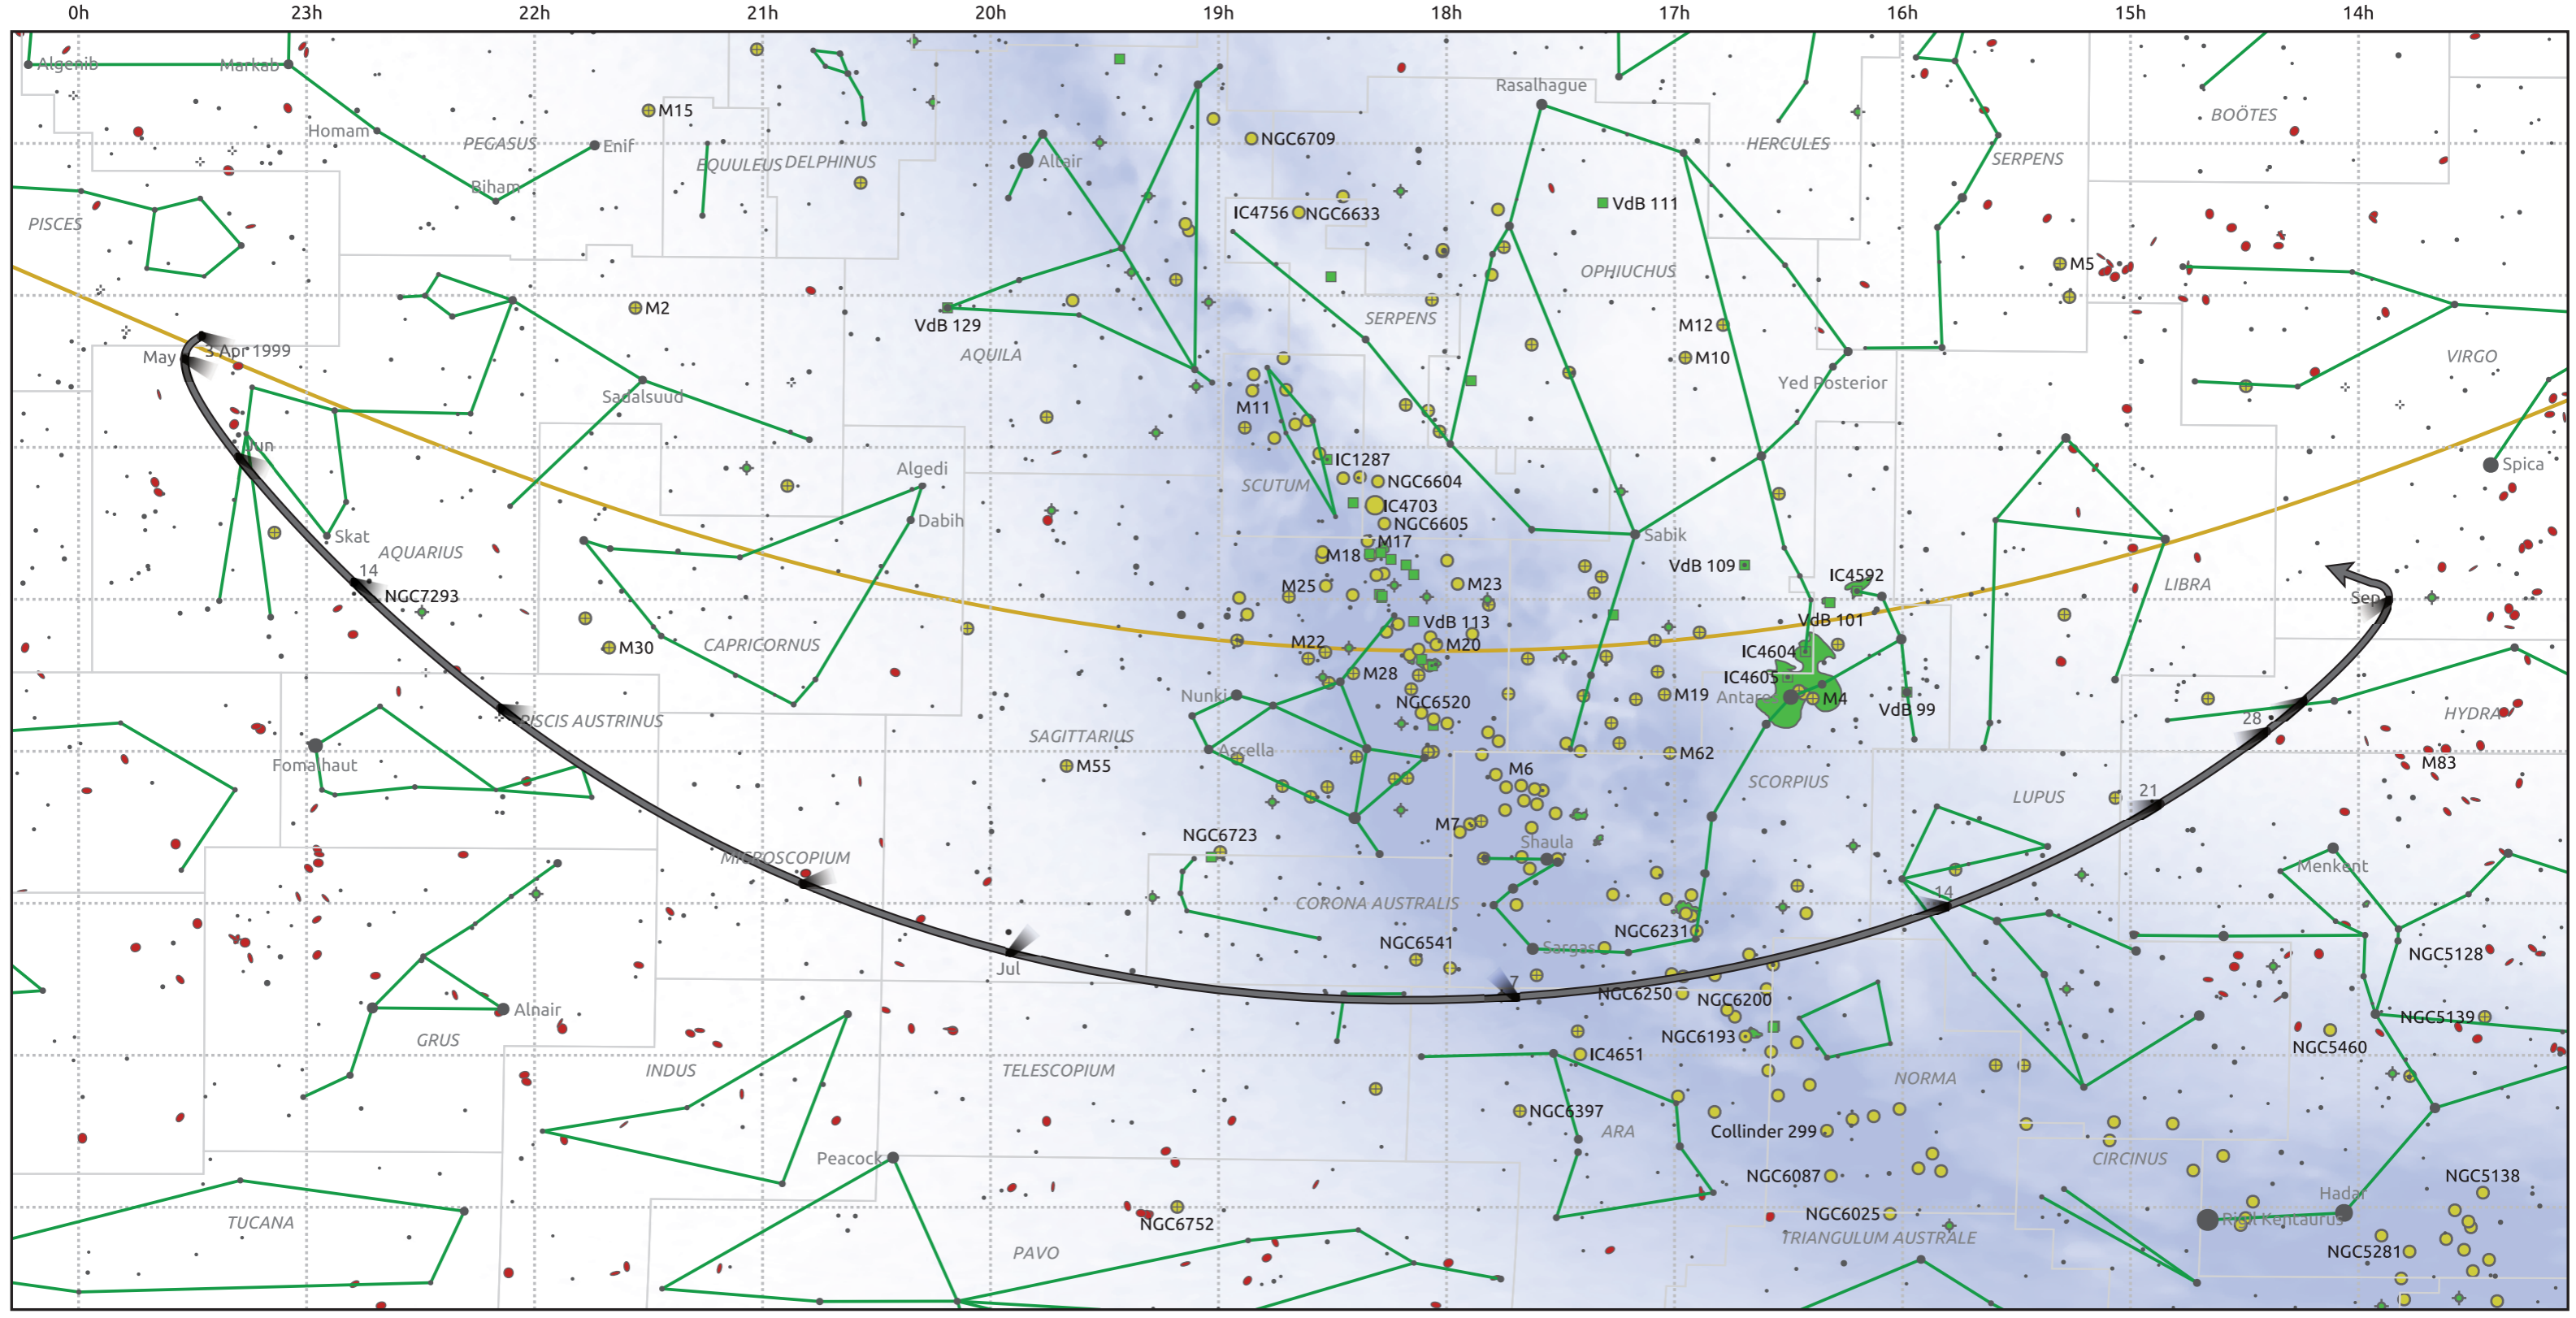 0h 23h 22h 21h 20h 19h 18h 17h 16h 15h 14h
Algenib
Markab
M15
Homam
PEGASUS
Enif
EQUULEUS
DELPHINUS
Biham
PISCES
Altair
NGC6709
IC4756
NGC6633
Rasalhague
HERCULES
VdB 111
SERPENS
BOÖTES
M5
OPHIUCHUS
M2
VdB 129
AQUILA
SERPENS
M12
M10
Yed Posterior
VIRGO
3 Apr 1999
May
Sadalsuud
M11
Jun
IC1287
Algedi
SCUTUM
NGC6604
IC4703
NGC6605
Spica
Dabih
Skat
AQUARIUS
M17
M18
Sabik
14
NGC7293
M25
M23
VdB 109
IC4592
LIBRA
Sep
VdB 113
VdB 101
M30
CAPRICORNUS
M22
M20
IC4604
M28
IC4605
Nunki
NGC6520
M19
Antares
M4
VdB 99
PISCIS AUSTRINUS
28
HYDRA
SAGITTARIUS
Ascella
M62
Fomalhaut
M55
M6
SCORPIUS
M83
21
LUPUS
M7
NGC6723
Shaula
MICROSCOPIUM
Menkent
14
CORONA AUSTRALIS
NGC6231
NGC6541
Sargas
NGC5128
Jul
7
NGC6250
NGC6200
Alnair
NGC5139
GRUS
NGC6193
NGC5460
IC4651
INDUS
TELESCOPIUM
NORMA
NGC6397
ARA
Collinder 299
Peacock
CIRCINUS
NGC6087
NGC5138
Hadar
NGC6025
Rigil Kentaurus
TUCANA
NGC6752
TRIANGULUM AUSTRALE
PAVO
NGC5281